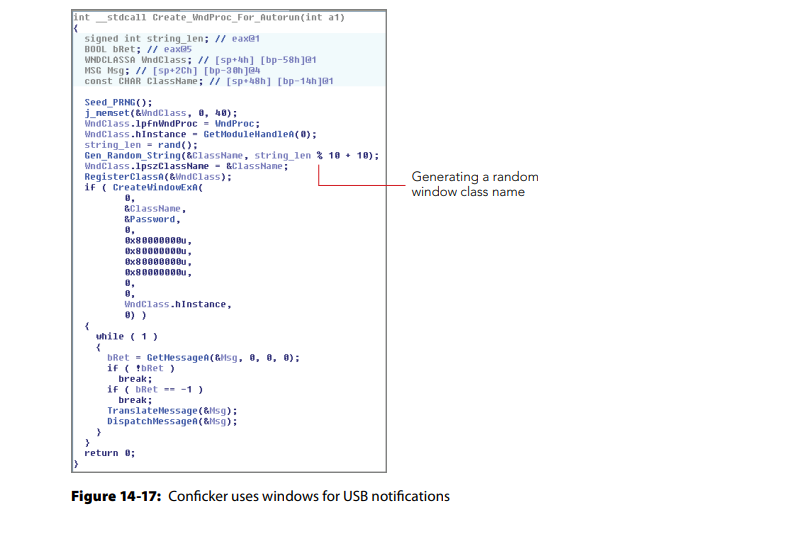 int __stdcall Create_WndProc_For_Autorun(int a1)
{
signed int string_len; // eax@1
BOOL bRet; // eax@5
WNDCLASSA WndClass; // [sp+4h] [bp-58h]@1
MSG Msg; // [sp+2Ch] [bp-30h]@4
const CHAR ClassName; // [sp+48h] [bp-14h]@1
Seed_PRNG();
j_memset(&WndClass, 0, 40);
WndClass.lpfnWndProc = WndProc;
WndClass.hInstance = GetModuleHandleA(0);
string_len = rand();
Gen_Random_String(&ClassName, string_len % 10 + 10);
WndClass.lpszClassName = &ClassName;
RegisterClassA(&WndClass);
if ( CreateWindowExA(
0,
&ClassName,
&Password,
0,
0x80000000u,
0x80000000u,
0x80000000u,
0x80000000u,
0,
0,
WndClass.hInstance,
0) )
{
while ( 1 )
{
bRet = GetMessageA(&Msg, 0, 0, 0);
if ( !bRet )
break;
if ( bRet == -1 )
break;
TranslateMessage(&Msg);
DispatchMessageA(&Msg);
}
}
return 0;
}
Generating a random
window class name
Figure 14-17: Conficker uses windows for USB notifications